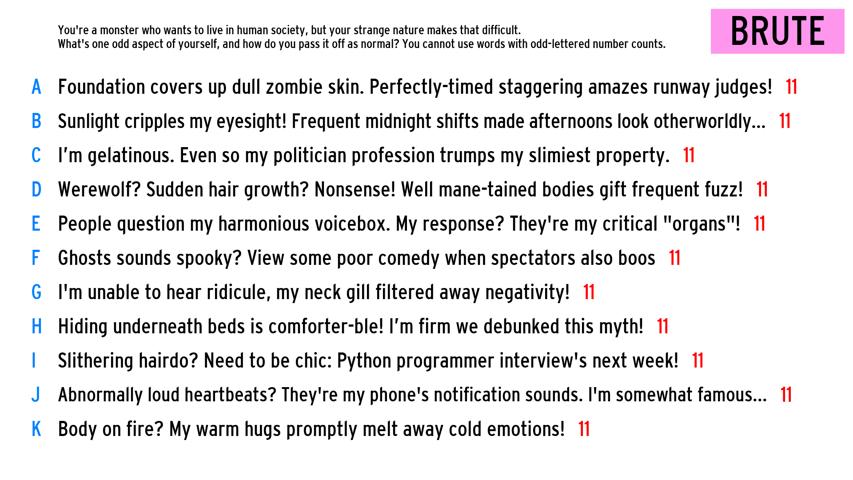 You're a monster who wants to live in human society, but your strange nature makes that difficult.
What's one odd aspect of yourself, and how do you pass it off as normal? You cannot use words with odd-lettered number counts.
BRUTE
A Foundation covers up dull zombie skin. Perfectly-timed staggering amazes runway judges! 11
B Sunlight cripples my eyesight! Frequent midnight shifts made afternoons look otherworldly... 11
C I'm gelatinous. Even so my politician profession trumps my slimiest property. 11
D Werewolf? Sudden hair growth? Nonsense! Well mane-tained bodies gift frequent fuzz! 11
E People question my harmonious voicebox. My response? They're my critical "organs"! 11
F Ghosts sounds spooky? View some poor comedy when spectators also boos 11
G I'm unable to hear ridicule, my neck gill filtered away negativity! 11
H Hiding underneath beds is comforter-ble! I'm firm we debunked this myth! 11
I Slithering hairdo? Need to be chic: Python programmer interview's next week! 11
J Abnormally loud heartbeats? They're my phone's notification sounds. I'm somewhat famous... 11
K Body on fire? My warm hugs promptly melt away cold emotions! 11